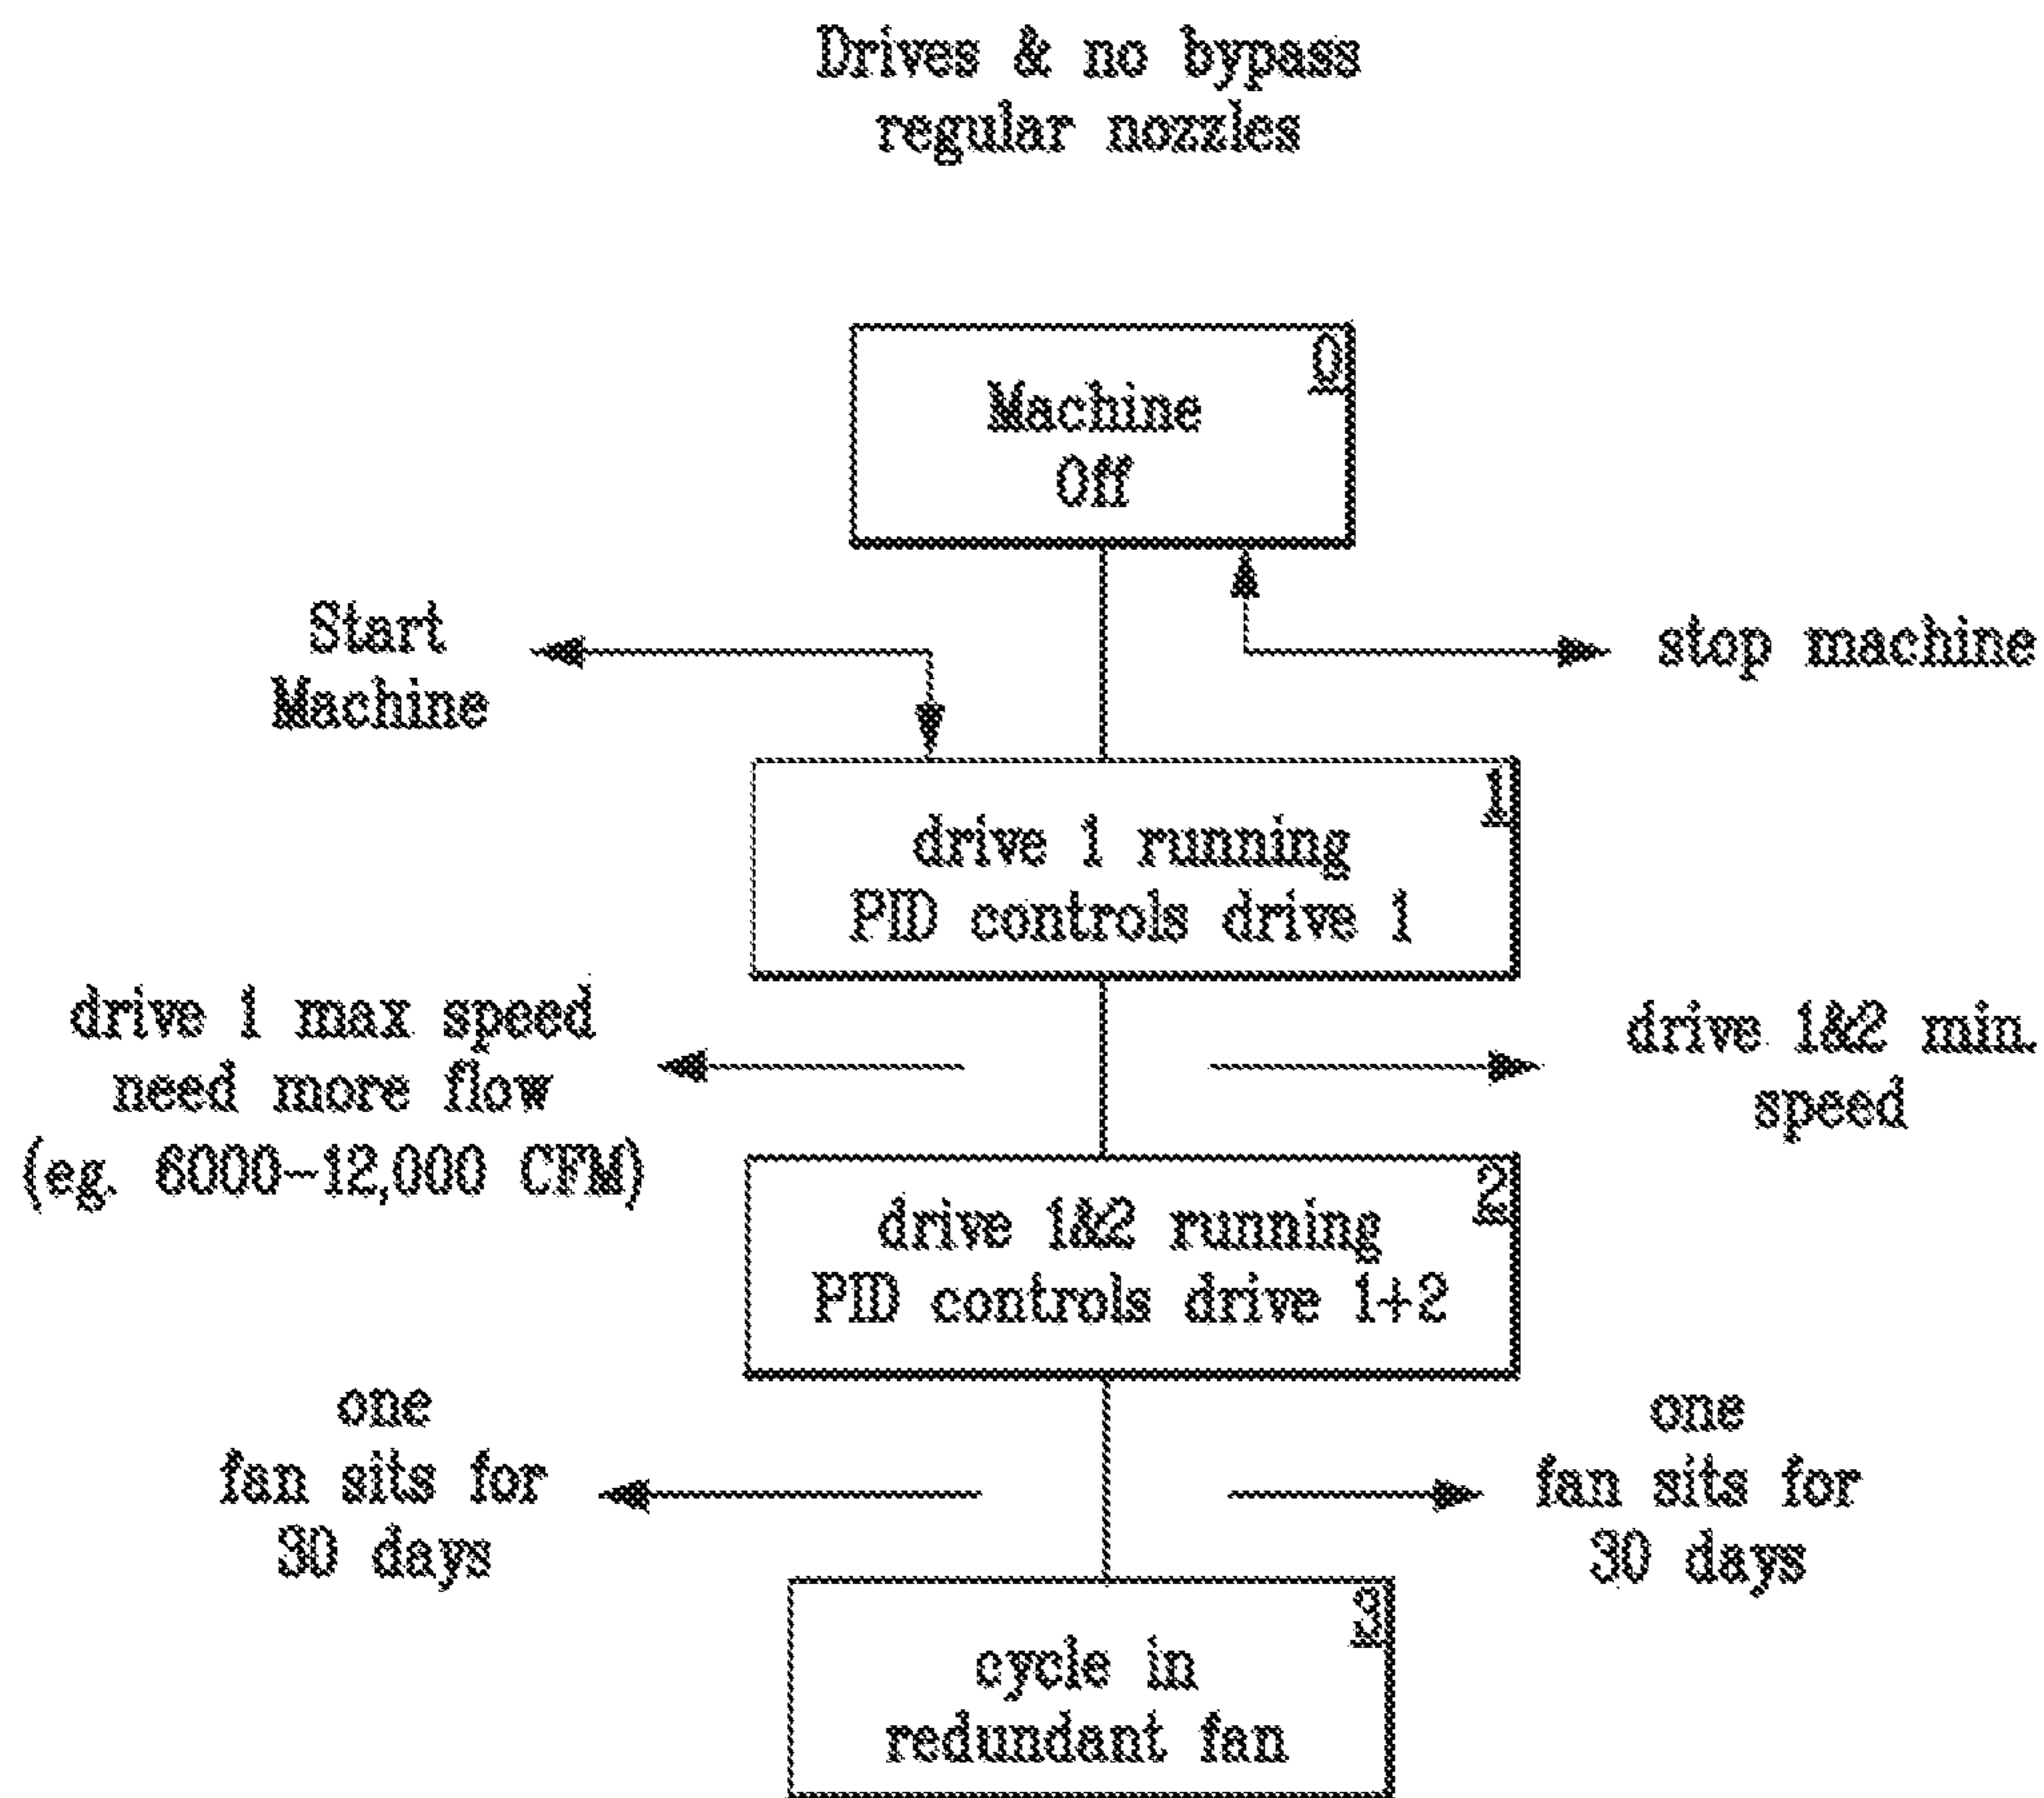 Drives & no bypass
regular nozzles
0
Machine
Off
Start
Machine
stop machine
1
drive 1 running
PID controls drive 1
drive 1 max speed
need more flow
(eg. 6000-12,000 CFM)
drive 1&2 min.
speed
2
drive 1&2 running
PID controls drive 1+2
one
fan sits for
30 days
one
fan sits for
30 days
3
cycle in
redundant fan